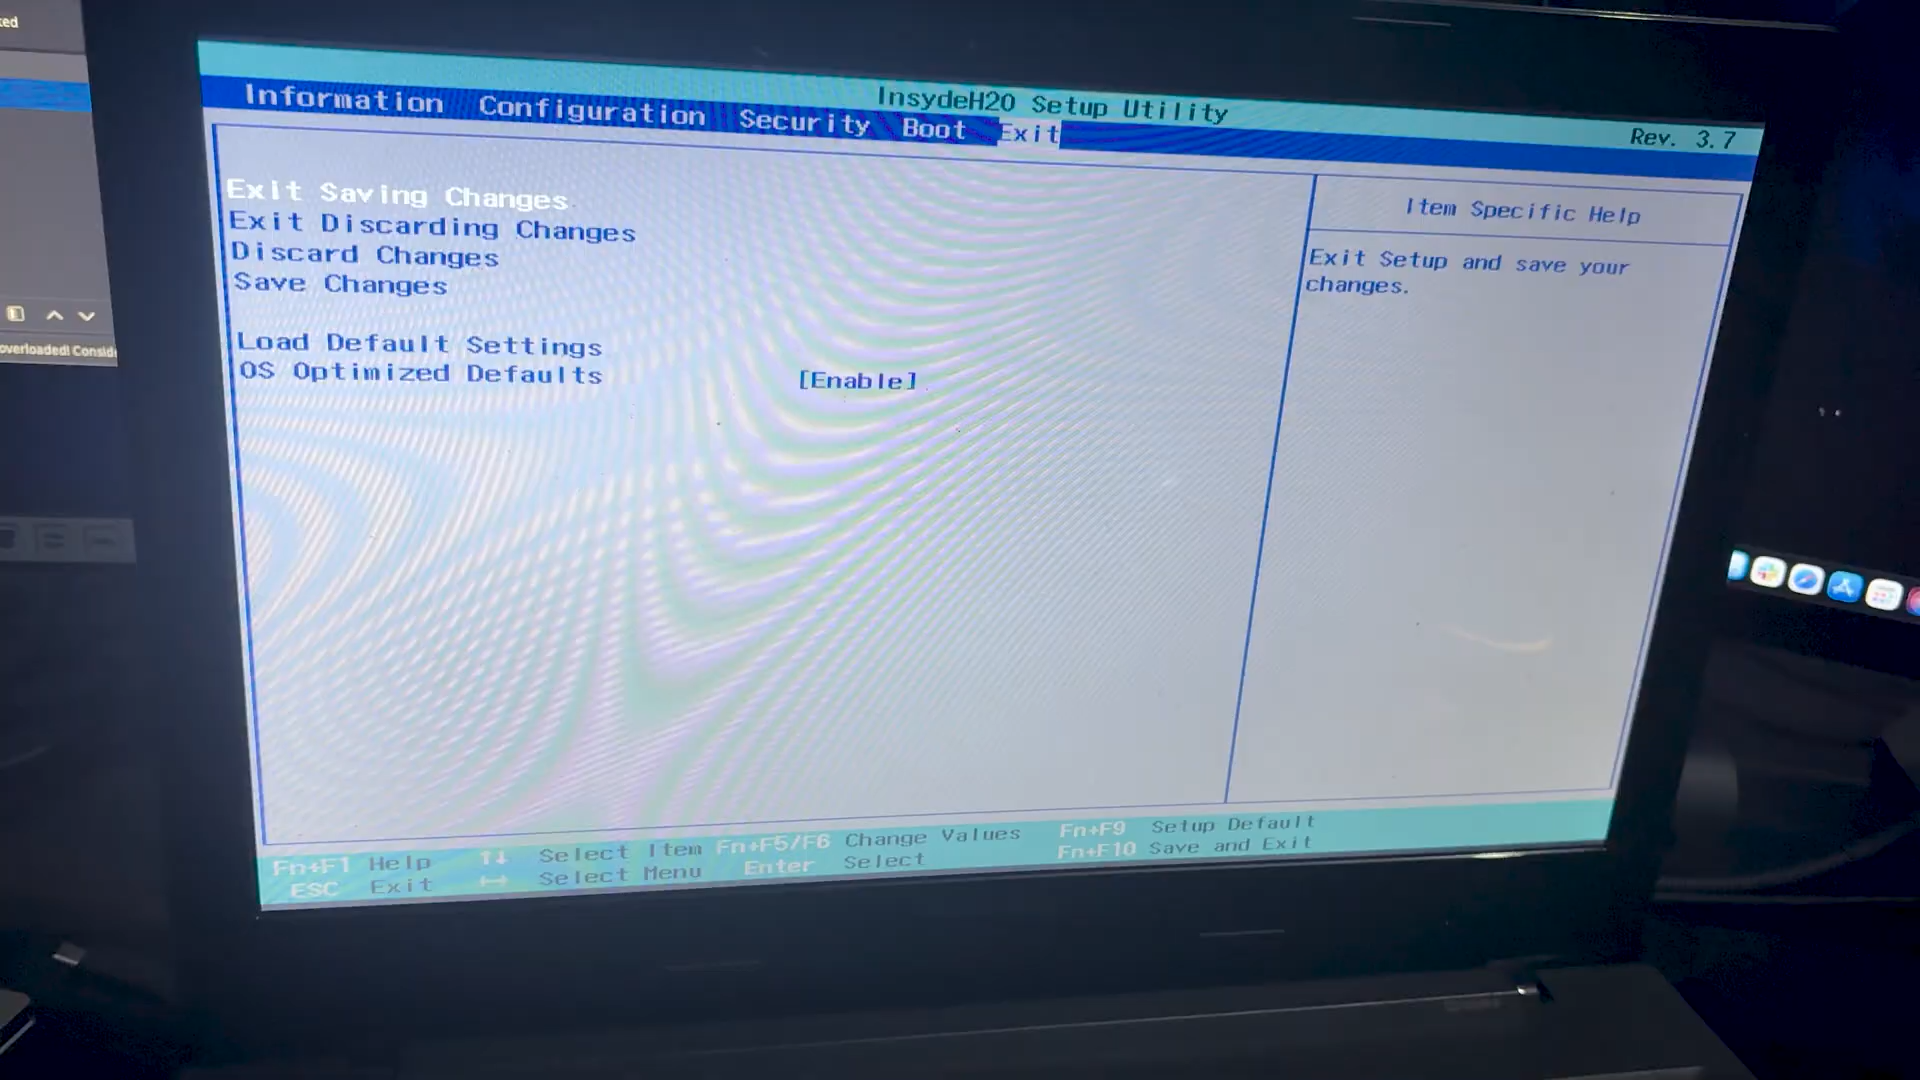 InsydeH20 Setup Utility
Rev. 3.7
Information Configuration Security Boot Exit
Exit Saving Changes
Exit Discarding Changes
Discard Changes
Save Changes
Load Default Settings
OS Optimized Defaults [Enable]
Item Specific Help
Exit Setup and save your
changes.
Fn+F1 Help ↑↓ Select Item Fn+F5/F6 Change Values Fn+F9 Setup Default
ESC Exit ↔ Select Menu Enter Select Fn+F10 Save and Exit
overloaded!